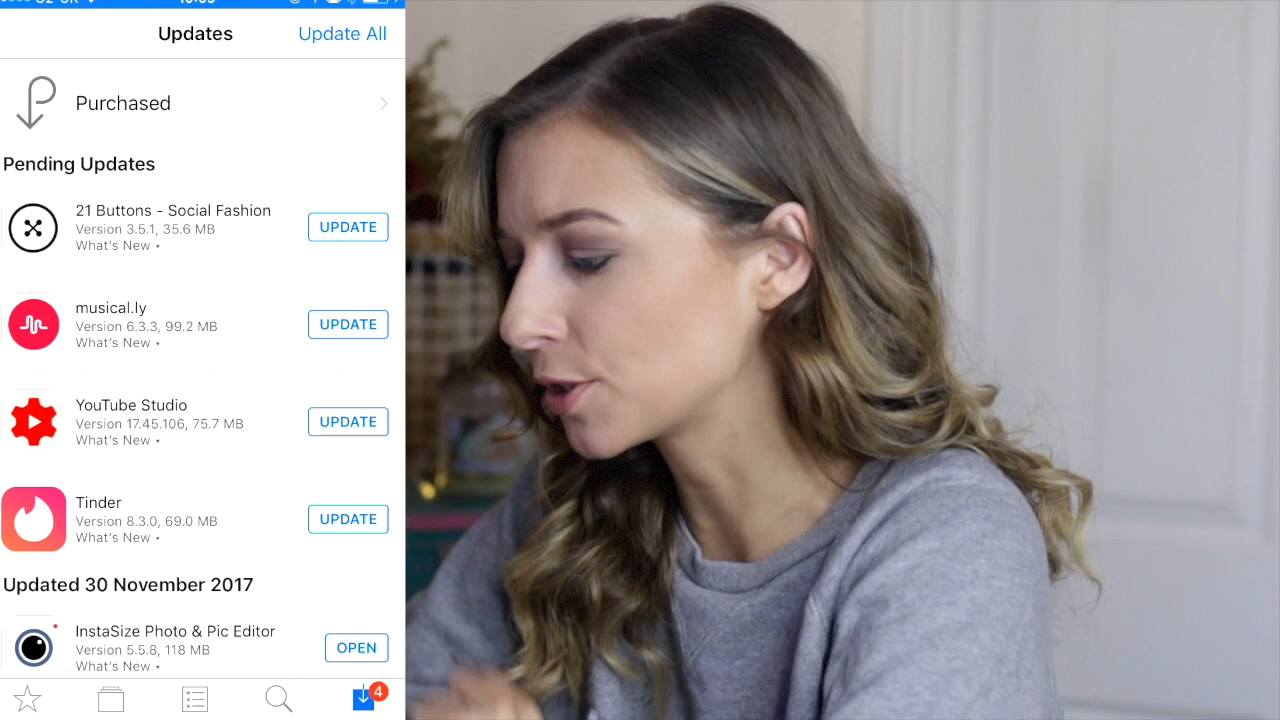 Updates
Update All
Purchased
Pending Updates
21 Buttons - Social Fashion
Version 3.5.1, 35.6 MB
What's New
UPDATE
musical.ly
Version 6.3.3, 99.2 MB
What's New
UPDATE
YouTube Studio
Version 17.45.106, 75.7 MB
What's New
UPDATE
Tinder
Version 8.3.0, 69.0 MB
What's New
UPDATE
Updated 30 November 2017
InstaSize Photo & Pic Editor
Version 5.5.8, 118 MB
What's New
OPEN
4